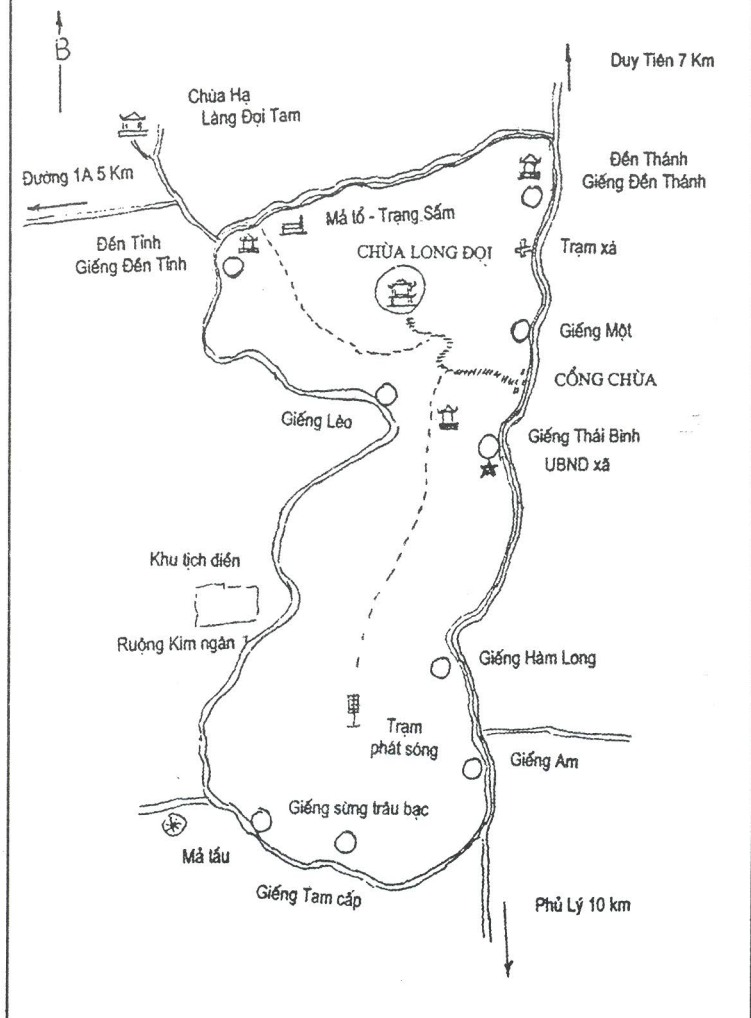 B
Duy Tiên 7 Km
Chùa Hạ
Làng Đọi Tam
Đường 1A 5 Km
Đền Thánh
Giếng Đền Thánh
Mả tổ - Trạng Sấm
Đền Tỉnh
Giếng Đền Tĩnh
CHÙA LONG ĐỌI
Trạm xá
Giếng Một
CỔNG CHÙA
Giếng Lẻo
Giếng Thái Bình
UBND xã
Khu tịch điền
Ruộng Kim ngân
Giếng Hàm Long
Trạm
phát sóng
Giếng Am
Giếng sừng trâu bạc
Mả tấu
Giếng Tam cấp
Phủ Lý 10 km